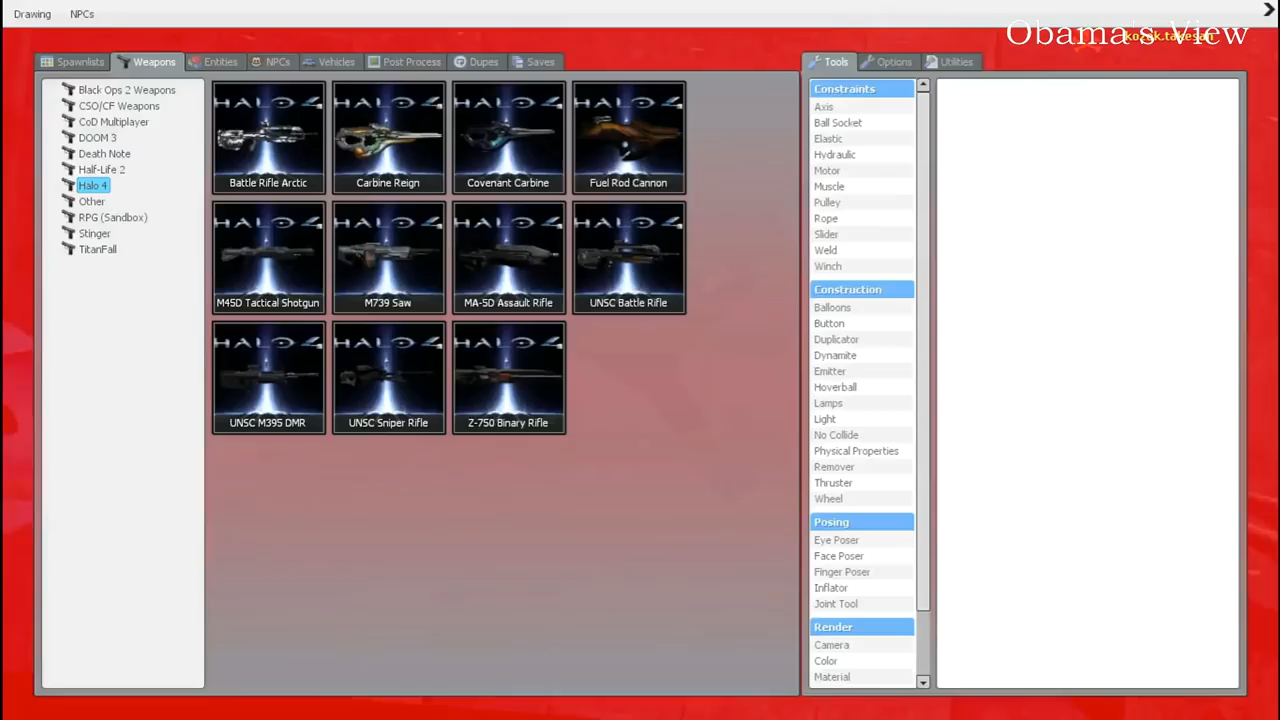 Drawing NPCs
Obama's View
Spawnlists Weapons Entities NPCs Vehicles Post Process Dupes Saves
Tools Options Utilities
Black Ops 2 Weapons
CSO/CF Weapons
CoD Multiplayer
DOOM 3
Death Note
Half-Life 2
Halo 4
Other
RPG (Sandbox)
Stinger
TitanFall
HALO 4
Battle Rifle Arctic
HALO 4
Carbine Reign
HALO 4
Covenant Carbine
HALO 4
Fuel Rod Cannon
HALO 4
M45D Tactical Shotgun
HALO 4
M739 Saw
HALO 4
MA-5D Assault Rifle
HALO 4
UNSC Battle Rifle
HALO 4
UNSC M395 DMR
HALO 4
UNSC Sniper Rifle
HALO 4
Z-750 Binary Rifle
Constraints
Axis
Ball Socket
Elastic
Hydraulic
Motor
Muscle
Pulley
Rope
Slider
Weld
Winch
Construction
Balloons
Button
Duplicator
Dynamite
Emitter
Hoverball
Lamps
Light
No Collide
Physical Properties
Remover
Thruster
Wheel
Posing
Eye Poser
Face Poser
Finger Poser
Inflator
Joint Tool
Render
Camera
Color
Material